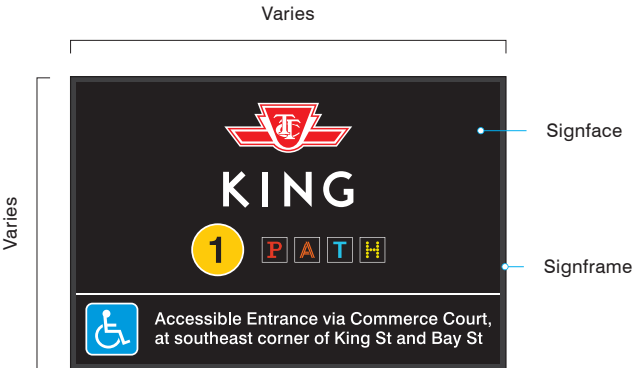 Varies
Varies
Signface
TTC
KING
1 PATH
Signframe
Accessible Entrance via Commerce Court,
at southeast corner of King St and Bay St